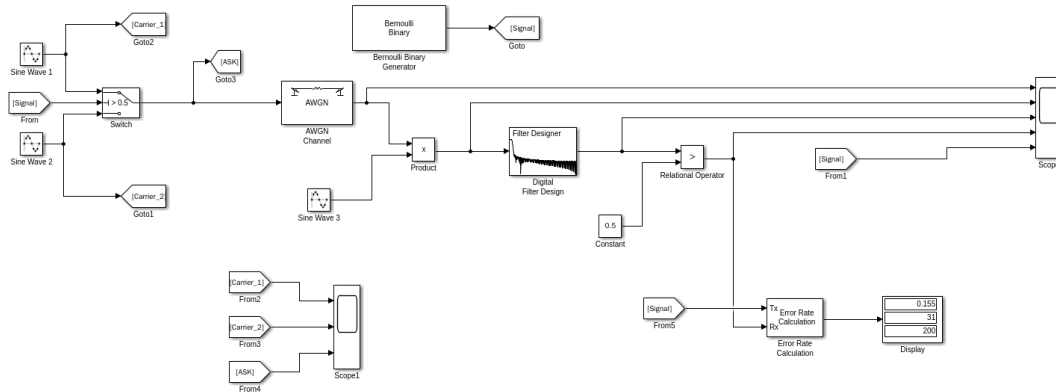 [Carrier_1]
Goto2
Sine Wave 1
[Signal]
From
> 0.5
Switch
Sine Wave 2
[Carrier_2]
Goto1
[ASK]
Goto3
Bernoulli
Binary
Bernoulli Binary
Generator
[Signal]
Goto
AWGN
AWGN
Channel
x
Product
Sine Wave 3
Filter Designer
Digital
Filter Design
>
Relational Operator
0.5
Constant
[Signal]
From1
Scope
[Carrier_1]
From2
[Carrier_2]
From3
[ASK]
From4
Scope1
[Signal]
From5
Tx
Rx
Error Rate
Calculation
Error Rate
Calculation
0.155
31
200
Display